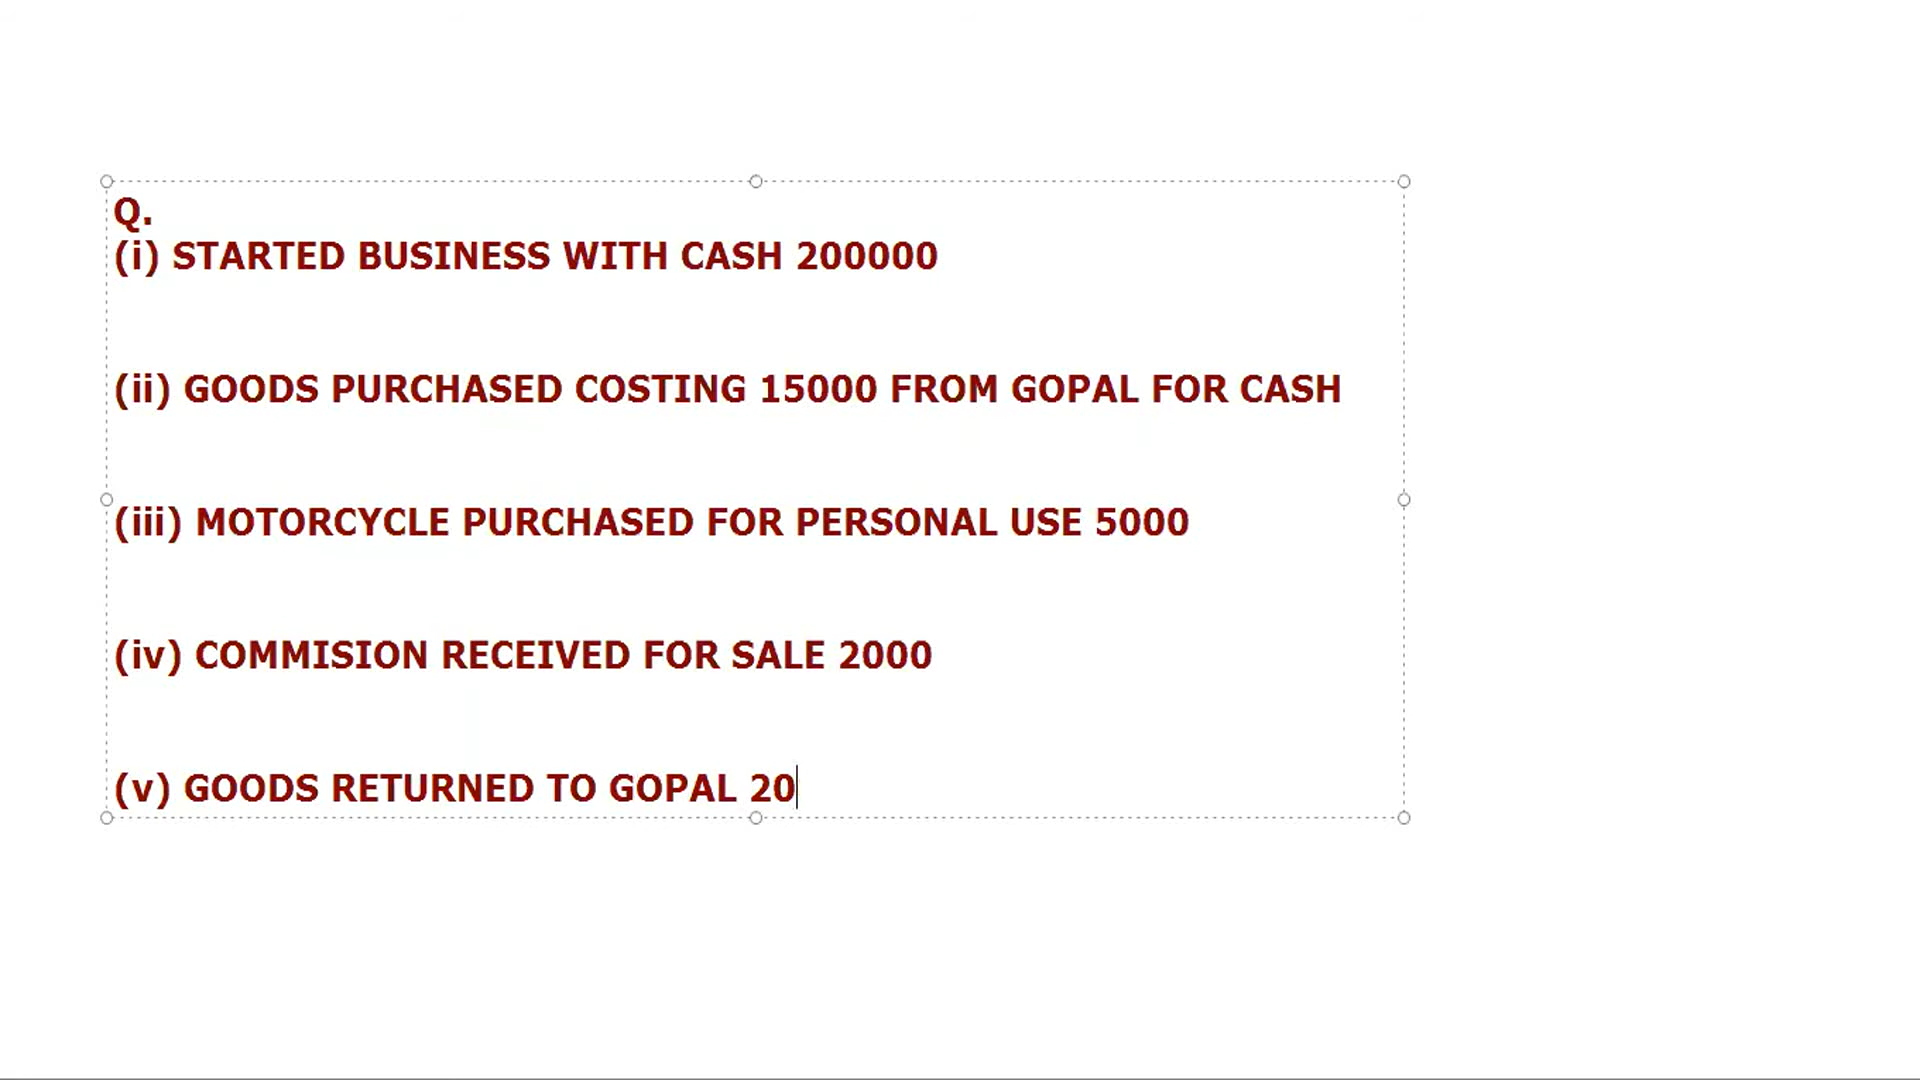 Q.
(i) STARTED BUSINESS WITH CASH 200000
(ii) GOODS PURCHASED COSTING 15000 FROM GOPAL FOR CASH
(iii) MOTORCYCLE PURCHASED FOR PERSONAL USE 5000
(iv) COMMISION RECEIVED FOR SALE 2000
(v) GOODS RETURNED TO GOPAL 20